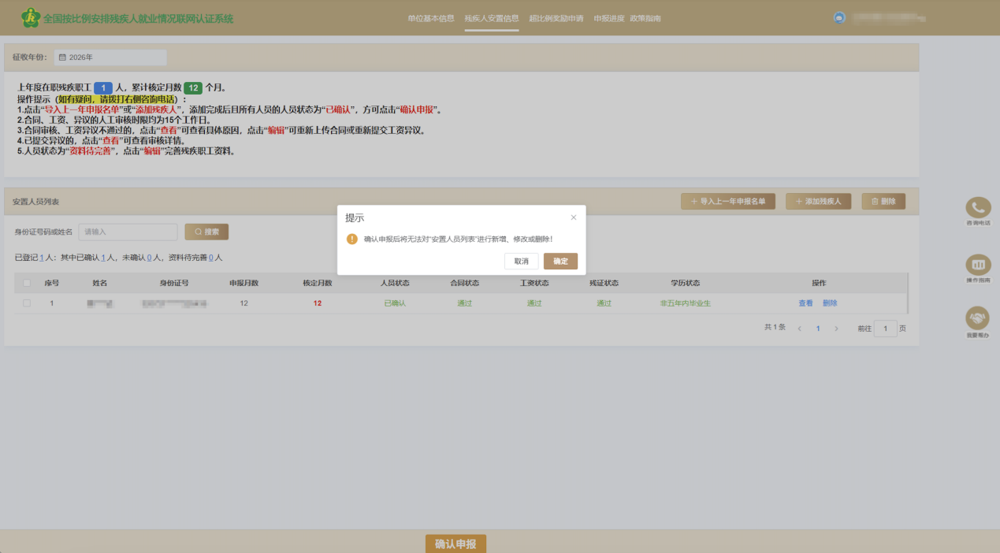 全国按比例安排残疾人就业情况联网认证系统
单位基本信息 残疾人安置信息 超比例奖励申请 申报进度 政策指南
征收年份: 2026年
上年度在职残疾职工 1 人，累计核定月数 12 个月。
操作提示（如有疑问，请拨打右侧咨询电话）:
1.点击“导入上一年申报名单”或“添加残疾人”，添加完成后且所有人员的人员状态为“已确认”，方可点击“确认申报”。
2.合同、工资、异议的人工审核时限均为15个工作日。
3.合同审核、工资异议不通过的，点击“查看”可查看具体原因，点击“编辑”可重新上传合同或重新提交工资异议。
4.已提交异议的，点击“查看”可查看审核详情。
5.人员状态为“资料待完善”，点击“编辑”完善残疾职工资料。
安置人员列表
导入上一年申报名单 添加残疾人 删除
身份证号码或姓名 请输入 搜索
已登记1人: 其中已确认1人，未确认0人，资料待完善0人
提示
确认申报后将无法对“安置人员列表”进行新增、修改或删除！
取消 确定
序号 姓名 身份证号 申报月数 核定月数 人员状态 合同状态 工资状态 残证状态 学历状态 操作
1 12 12 已确认 通过 通过 通过 非五年内毕业生 查看 删除
共1条 < 1 > 前往 1 页
咨询电话
操作指南
我要帮办
确认申报